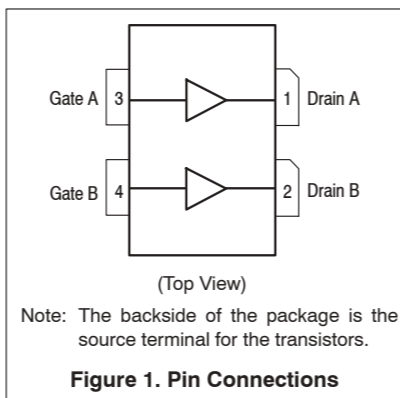 Gate A 3 1 Drain A
Gate B 4 2 Drain B
(Top View)
Note: The backside of the package is the
source terminal for the transistors.
Figure 1. Pin Connections